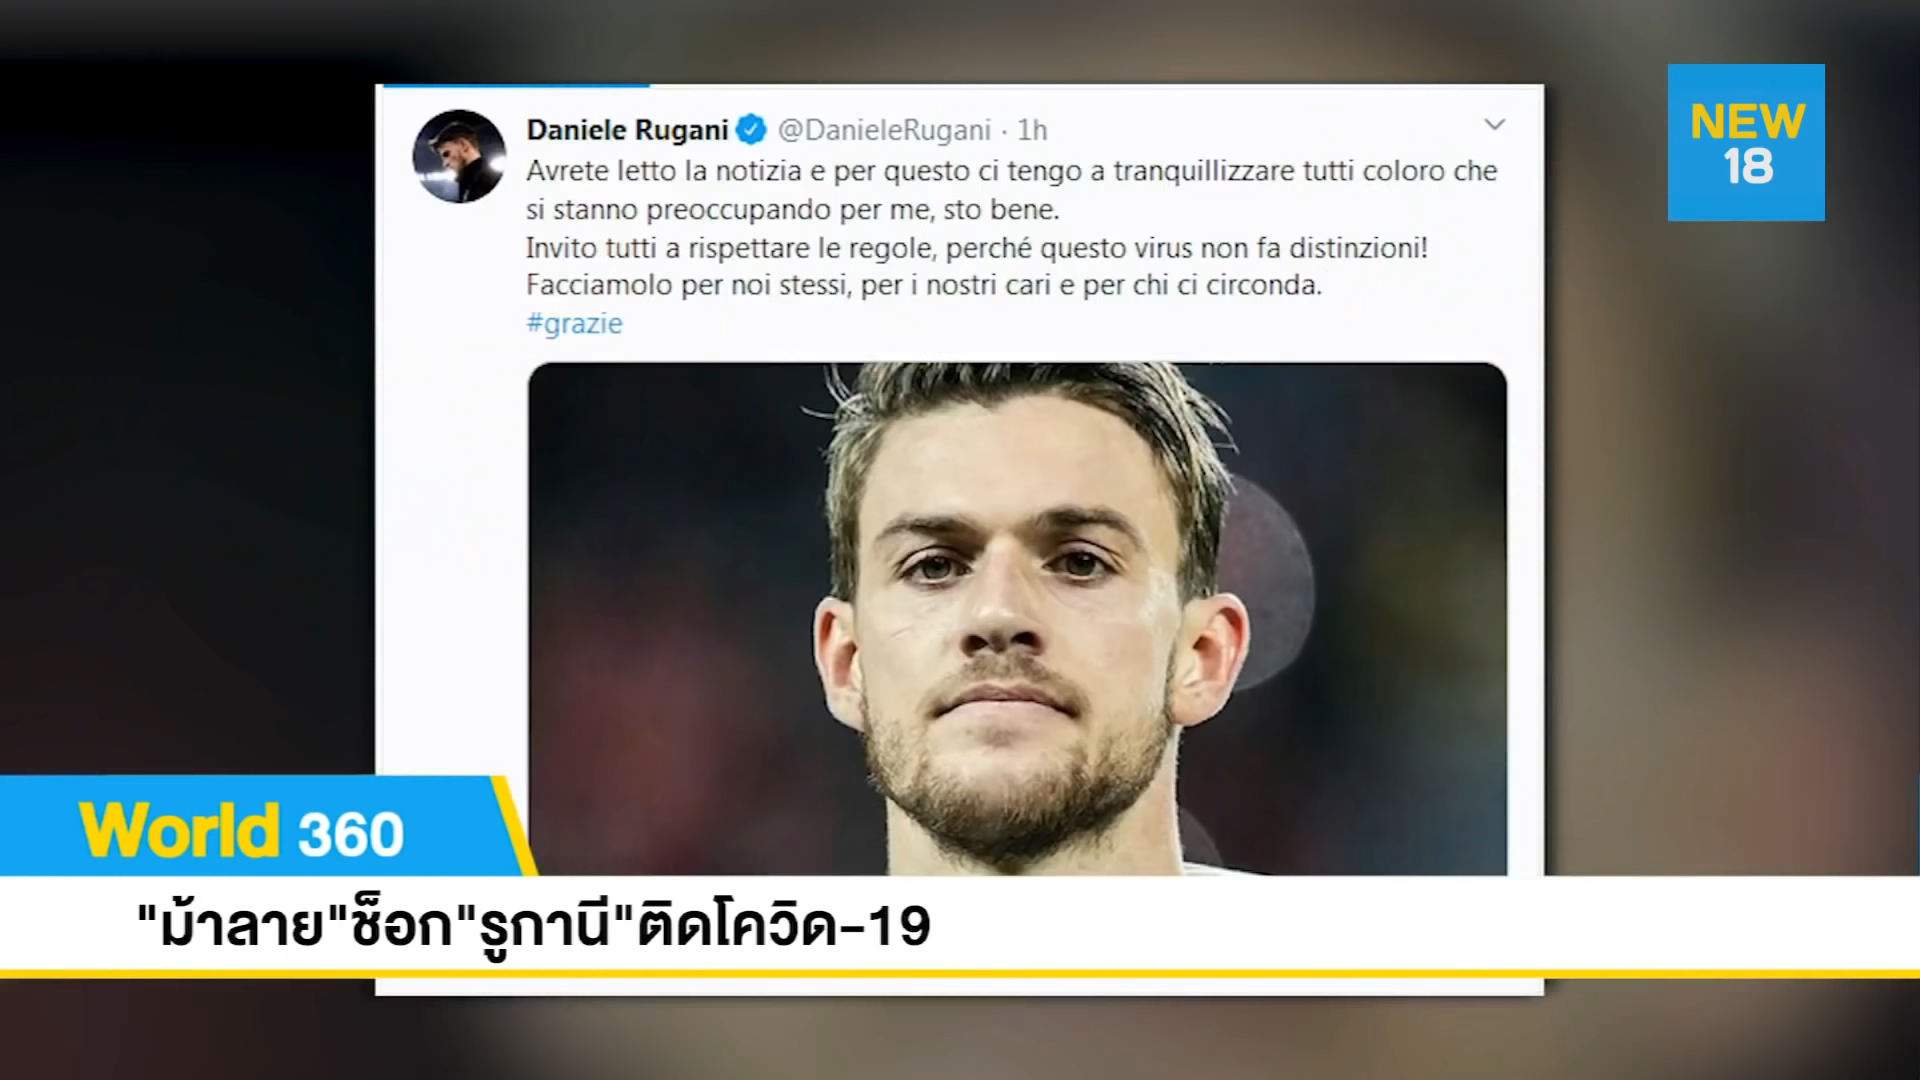 Daniele Rugani @DanieleRugani · 1h
Avrete letto la notizia e per questo ci tengo a tranquillizzare tutti coloro che
si stanno preoccupando per me, sto bene.
Invito tutti a rispettare le regole, perché questo virus non fa distinzioni!
Facciamolo per noi stessi, per i nostri cari e per chi ci circonda.
#grazie
NEW
18
World 360
"ม้าลาย"ช็อก"รูกานี"ติดโควิด-19